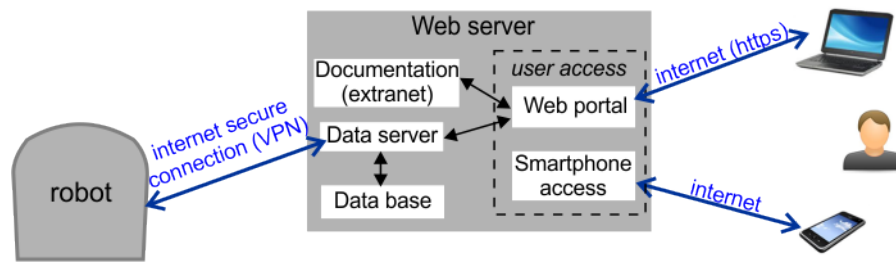 Web server
Documentation
(extranet)
user access
Web portal
internet (https)
internet secure
connection (VPN)
Data server
robot
Smartphone
access
Data base
internet